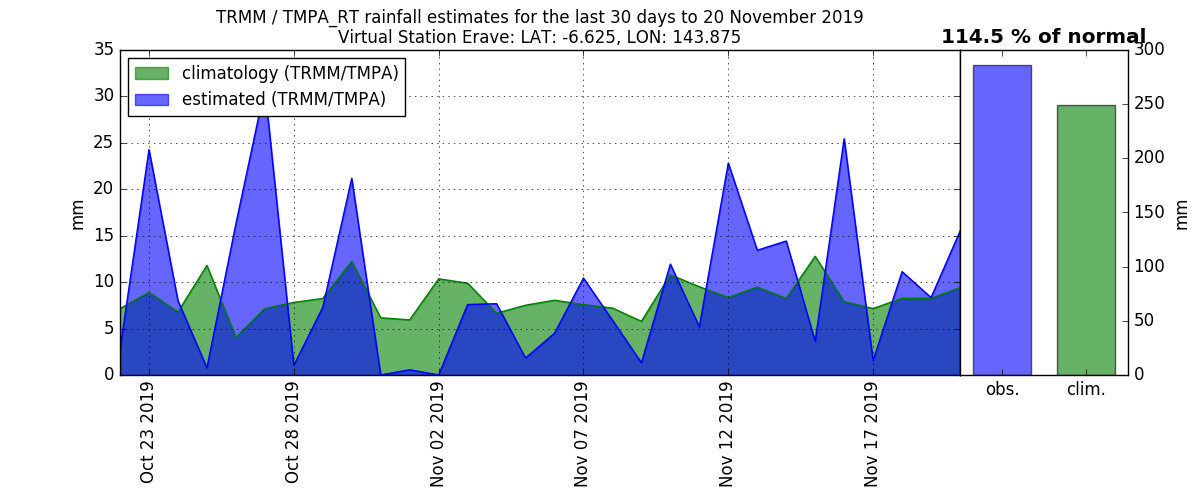 TRMM / TMPA_RT rainfall estimates for the last 30 days to 20 November 2019
Virtual Station Erave: LAT: -6.625, LON: 143.875
114.5 % of normal
climatology (TRMM/TMPA)
estimated (TRMM/TMPA)
35
30
25
20
15
10
5
0
mm
Oct 23 2019
Oct 28 2019
Nov 02 2019
Nov 07 2019
Nov 12 2019
Nov 17 2019
300
250
200
150
100
50
0
mm
obs.
clim.